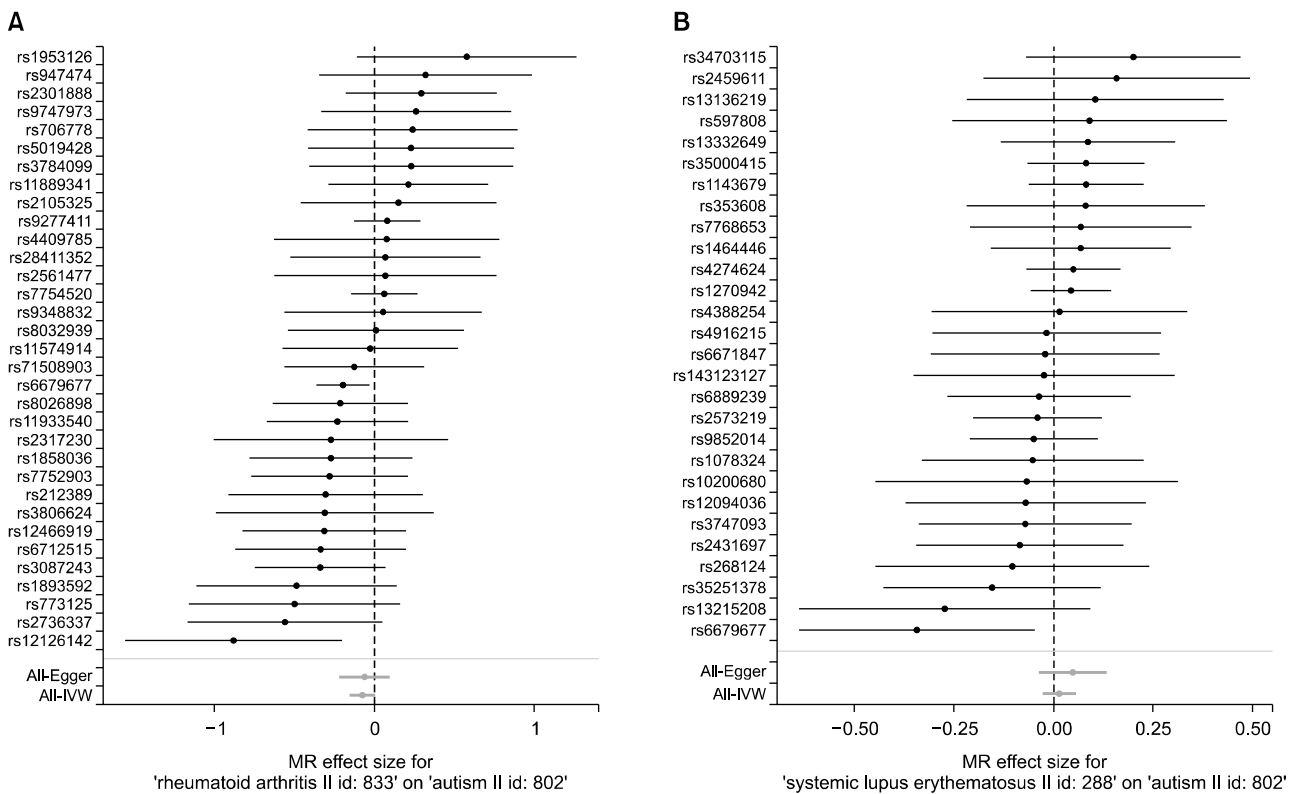 A
rs1953126
rs947474
rs2301888
rs9747973
rs706778
rs5019428
rs3784099
rs11889341
rs2105325
rs9277411
rs4409785
rs28411352
rs2561477
rs7754520
rs9348832
rs8032939
rs11574914
rs71508903
rs6679677
rs8026898
rs11933540
rs2317230
rs1858036
rs7752903
rs212389
rs3806624
rs12466919
rs6712515
rs3087243
rs1893592
rs773125
rs2736337
rs12126142
All-Egger
All-IVW
−1 0 1
MR effect size for
'rheumatoid arthritis II id: 833' on 'autism II id: 802'
B
rs34703115
rs2459611
rs13136219
rs597808
rs13332649
rs35000415
rs1143679
rs353608
rs7768653
rs1464446
rs4274624
rs1270942
rs4388254
rs4916215
rs6671847
rs143123127
rs6889239
rs2573219
rs9852014
rs1078324
rs10200680
rs12094036
rs3747093
rs2431697
rs268124
rs35251378
rs13215208
rs6679677
All-Egger
All-IVW
−0.50 −0.25 0.00 0.25 0.50
MR effect size for
'systemic lupus erythematosus II id: 288' on 'autism II id: 802'